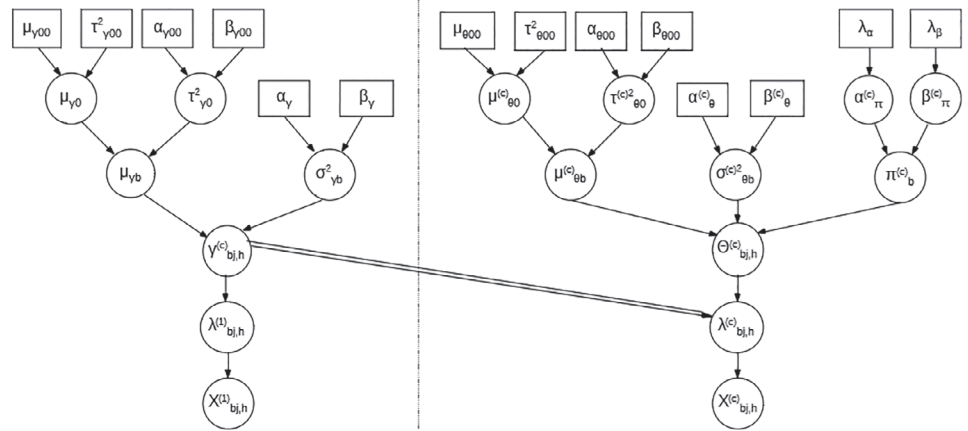 μγ00 τ²γ00 αγ00 βγ00
μθ00 τ²θ00 αθ00 βθ00 λα λβ
μγ0 τ²γ0 αγ βγ
μ(c)θ0 τ(c)2θ0 α(c)θ β(c)θ α(c)π β(c)π
μγb σ²γb
μ(c)θb σ(c)2θb π(c)b
γ(c)bj,h
Θ(c)bj,h
λ(1)bj,h
λ(c)bj,h
X(1)bj,h
X(c)bj,h